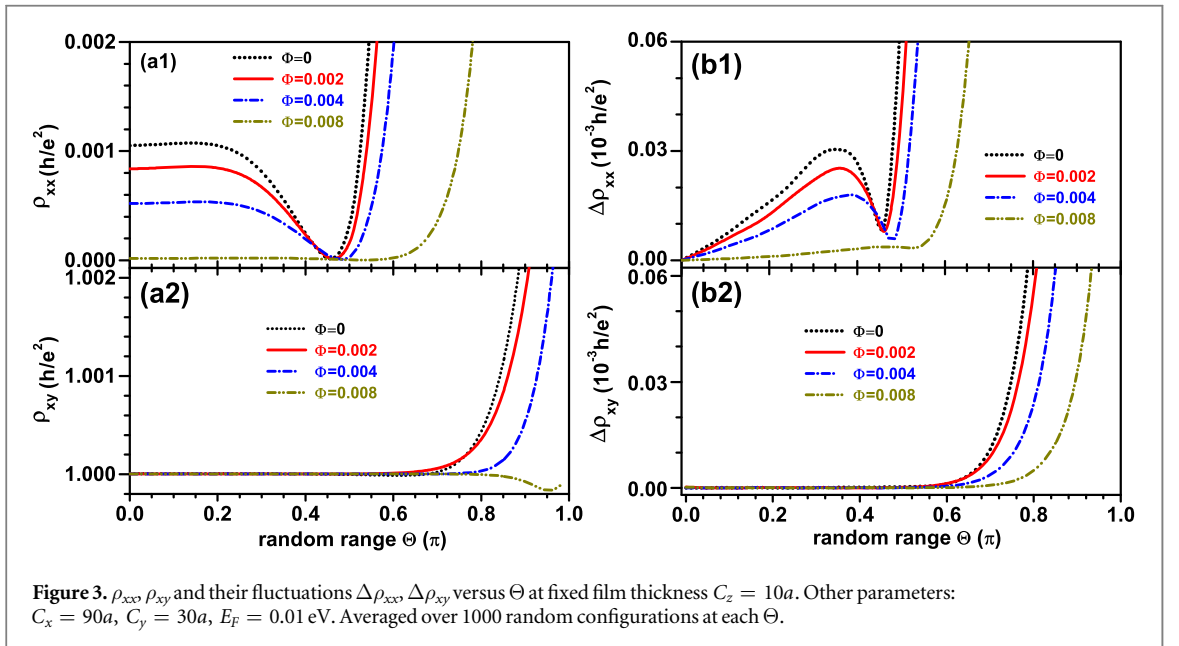 (a1)
Φ=0
Φ=0.002
Φ=0.004
Φ=0.008
0.002
0.001
0.000
ρxx(h/e²)
(b1)
Φ=0
Φ=0.002
Φ=0.004
Φ=0.008
0.06
0.03
0.00
Δρxx (10⁻³h/e²)
(a2)
Φ=0
Φ=0.002
Φ=0.004
Φ=0.008
1.002
1.001
1.000
ρxy (h/e²)
0.0 0.2 0.4 0.6 0.8 1.0
random range Θ (π)
(b2)
Φ=0
Φ=0.002
Φ=0.004
Φ=0.008
0.06
0.03
0.00
Δρxy (10⁻³h/e²)
0.0 0.2 0.4 0.6 0.8 1.0
random range Θ (π)
Figure 3. ρxx, ρxy and their fluctuations Δρxx, Δρxy versus Θ at fixed film thickness Cz = 10a. Other parameters:
Cx = 90a, Cy = 30a, EF = 0.01 eV. Averaged over 1000 random configurations at each Θ.